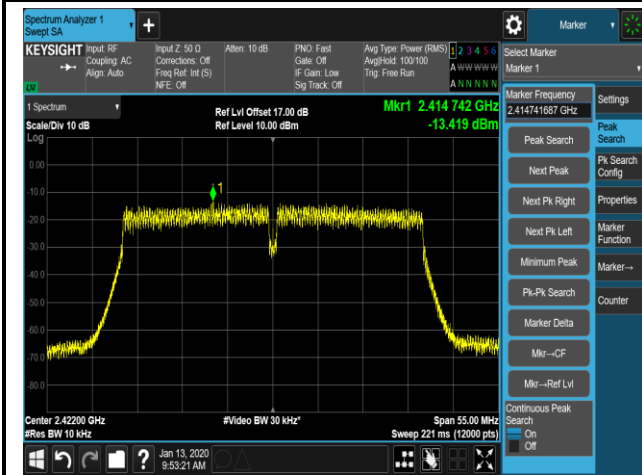 Spectrum Analyzer 1
Swept SA
+
Marker
KEYSIGHT
Input: RF
Coupling: AC
Align: Auto
Input Z: 50 Ω
Corrections: Off
Freq Ref: Int (S)
NFE: Off
Atten: 10 dB
PNO: Fast
Gate: Off
IF Gain: Low
Sig Track: Off
Avg Type: Power (RMS)
Avg|Hold: 100/100
Trig: Free Run
1 2 3 4 5 6
A W W W W W
A N N N N N
Select Marker
Marker 1
1 Spectrum
Scale/Div 10 dB
Log
Ref Lvl Offset 17.00 dB
Ref Level 10.00 dBm
Mkr1 2.414 742 GHz
-13.419 dBm
0.00
-10.0
-20.0
-30.0
-40.0
-50.0
-60.0
-70.0
-80.0
1
Center 2.42200 GHz
#Res BW 10 kHz
#Video BW 30 kHz*
Span 55.00 MHz
Sweep 221 ms (12000 pts)
Marker Frequency
2.414741687 GHz
Peak Search
Next Peak
Next Pk Right
Next Pk Left
Minimum Peak
Pk-Pk Search
Marker Delta
Mkr→CF
Mkr→Ref Lvl
Continuous Peak
Search
On
Off
Settings
Peak
Search
Pk Search
Config
Properties
Marker
Function
Marker→
Counter
?
Jan 13, 2020
9:53:21 AM